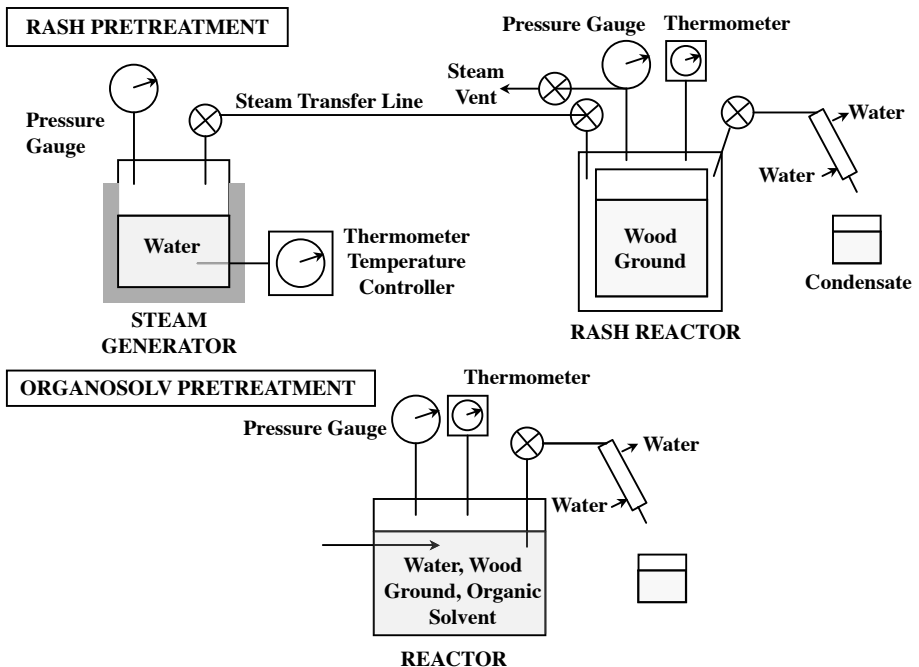 RASH PRETREATMENT
Pressure Gauge
Thermometer
Steam
Vent
Steam Transfer Line
Pressure
Gauge
Water
Water
Water
Thermometer
Temperature
Controller
Wood
Ground
Condensate
STEAM
GENERATOR
RASH REACTOR
ORGANOSOLV PRETREATMENT
Thermometer
Pressure Gauge
Water
Water
Water, Wood
Ground, Organic
Solvent
REACTOR